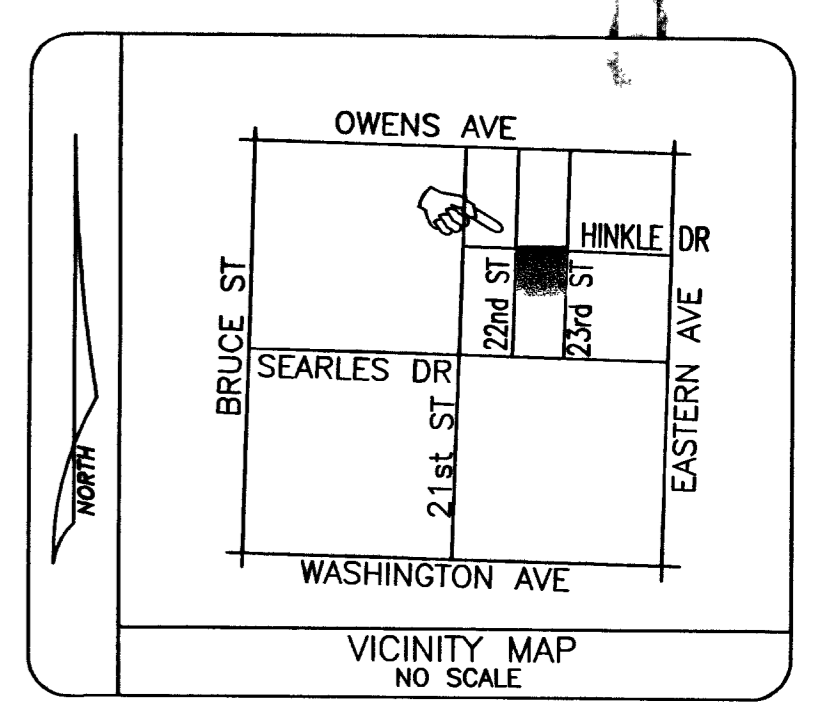 OWENS AVE
HINKLE DR
BRUCE ST
22nd ST
23rd ST
EASTERN AVE
SEARLES DR
21st ST
NORTH
WASHINGTON AVE
VICINITY MAP
NO SCALE